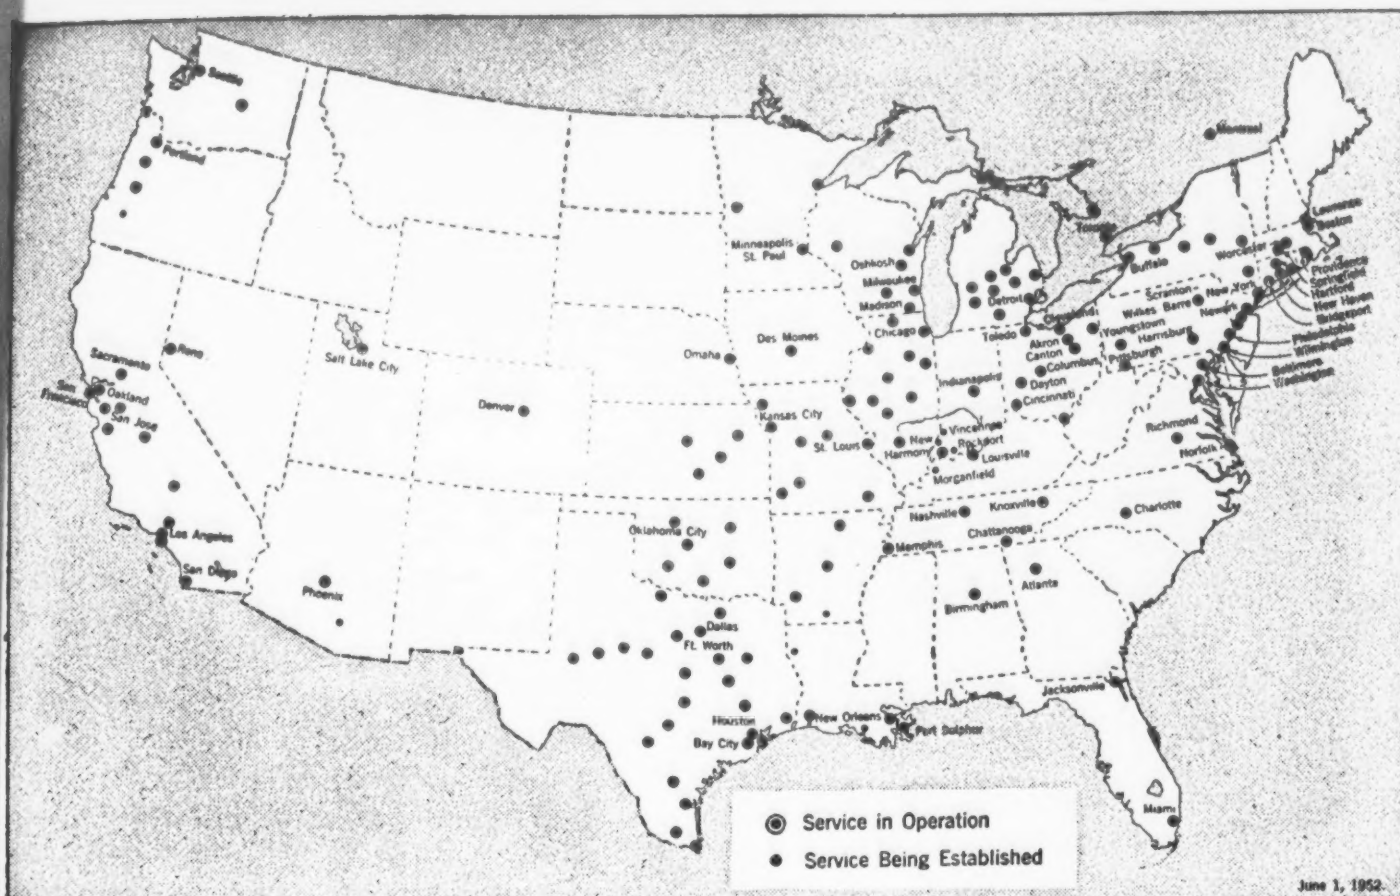 Seattle
Portland
Montreal
Toronto
Lawrence
Boston
Worcester
Buffalo
Minneapolis
St. Paul
Oshkosh
Milwaukee
Madison
Chicago
Detroit
Toledo
Cleveland
Akron
Canton
Youngstown
Scranton
Wilkes Barre
New York
Newark
Harrisburg
Pittsburgh
Providence
Springfield
Hartford
New Haven
Bridgeport
Philadelphia
Wilmington
Baltimore
Washington
Columbus
Dayton
Cincinnati
Indianapolis
Des Moines
Omaha
Reno
Salt Lake City
Sacramento
San
Francisco
Oakland
San Jose
Denver
Kansas City
St. Louis
New
Harmony
Vincennes
Rockport
Louisville
Morganfield
Richmond
Norfolk
Los Angeles
San Diego
Phoenix
Oklahoma City
Nashville
Knoxville
Chattanooga
Charlotte
Memphis
Atlanta
Birmingham
Dallas
Ft. Worth
Houston
Bay City
New Orleans
Port Sulphur
Jacksonville
Miami
Service in Operation
Service Being Established
June 1, 1952